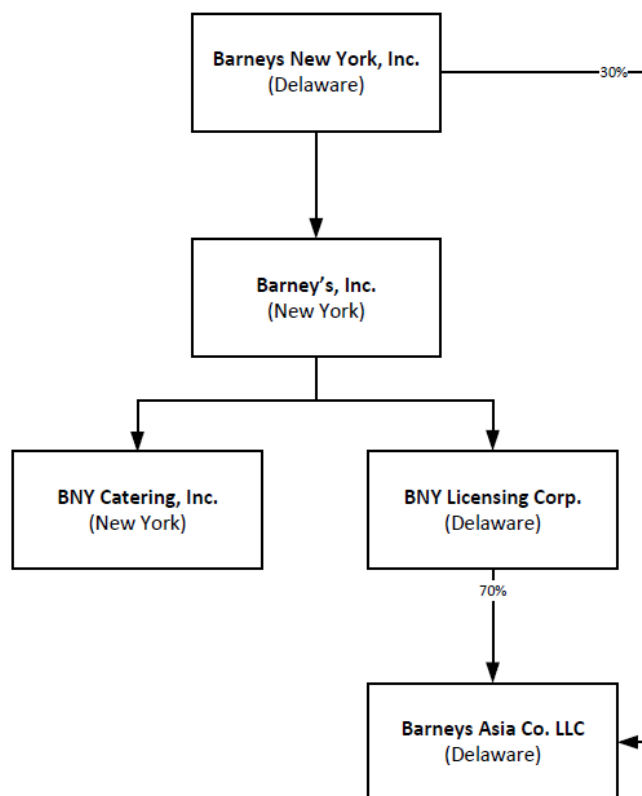 Barneys New York, Inc.
(Delaware)
30%
Barney’s, Inc.
(New York)
BNY Catering, Inc.
(New York)
BNY Licensing Corp.
(Delaware)
70%
Barneys Asia Co. LLC
(Delaware)